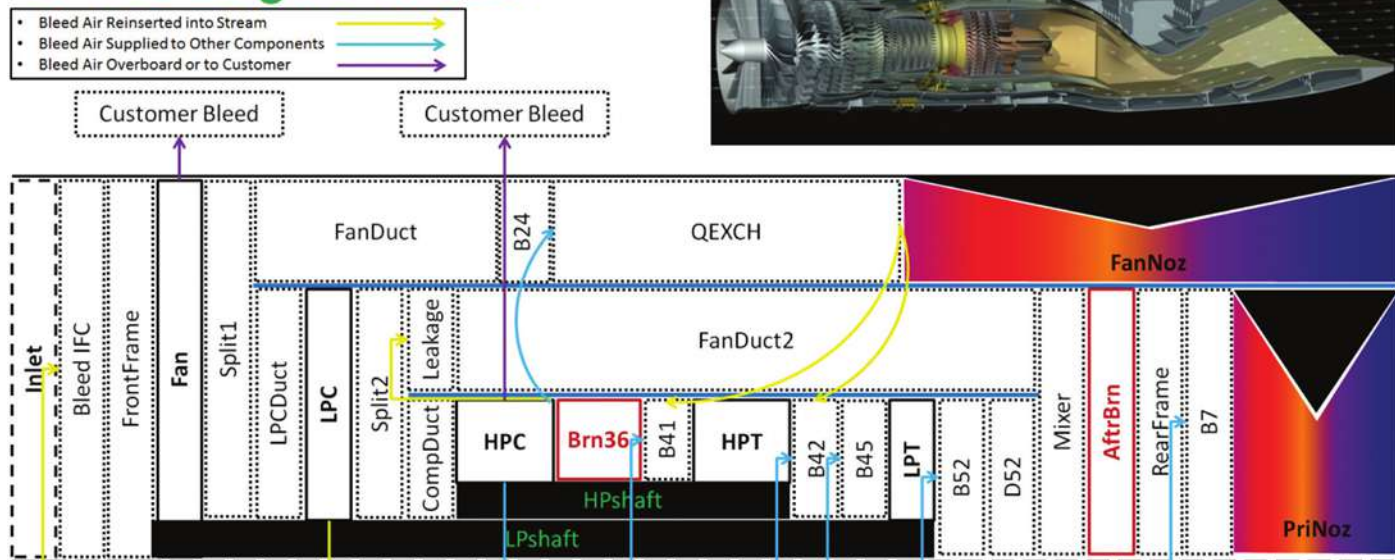 • Bleed Air Reinserted into Stream
• Bleed Air Supplied to Other Components
• Bleed Air Overboard or to Customer
Customer Bleed
Customer Bleed
Inlet
Bleed IFC
FrontFrame
Fan
Split1
FanDuct
B24
QEXCH
FanNoz
LPCDuct
LPC
Split2
Leakage
FanDuct2
CompDuct
HPC
Brn36
B41
HPT
B42
B45
LPT
B52
D52
Mixer
AftrBrn
RearFrame
B7
PriNoz
HPshaft
LPshaft